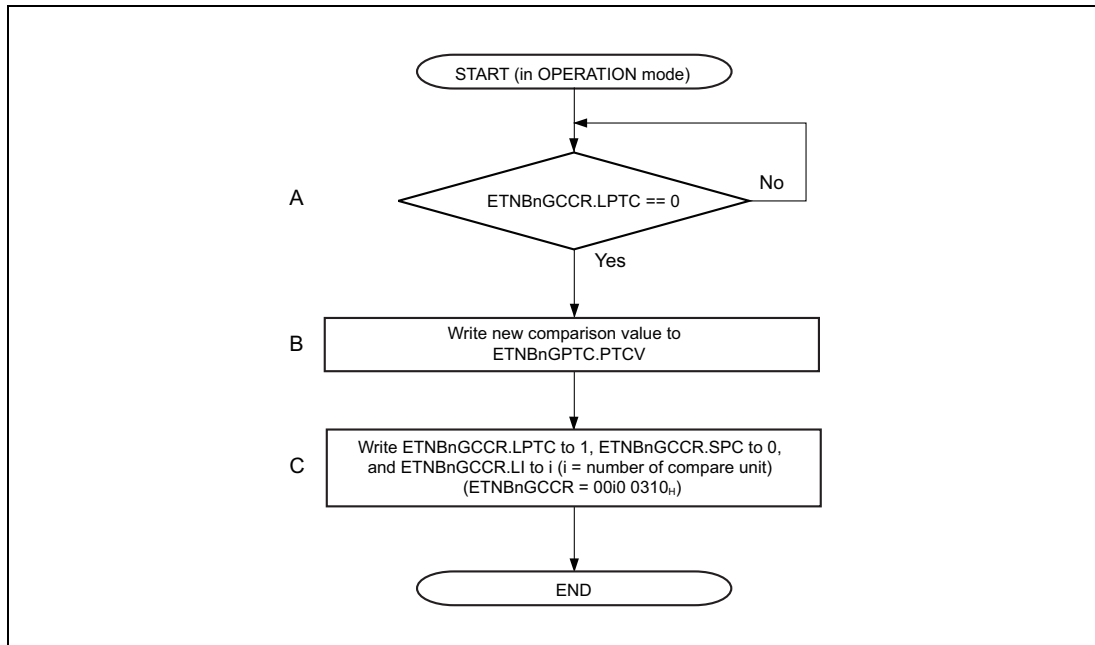 START (in OPERATION mode)
A
ETNBnGCCR.LPTC == 0
No
Yes
B
Write new comparison value to
ETNBnGPTC.PTCV
C
Write ETNBnGCCR.LPTC to 1, ETNBnGCCR.SPC to 0,
and ETNBnGCCR.LI to i (i = number of compare unit)
(ETNBnGCCR = 00i0 0310H)
END